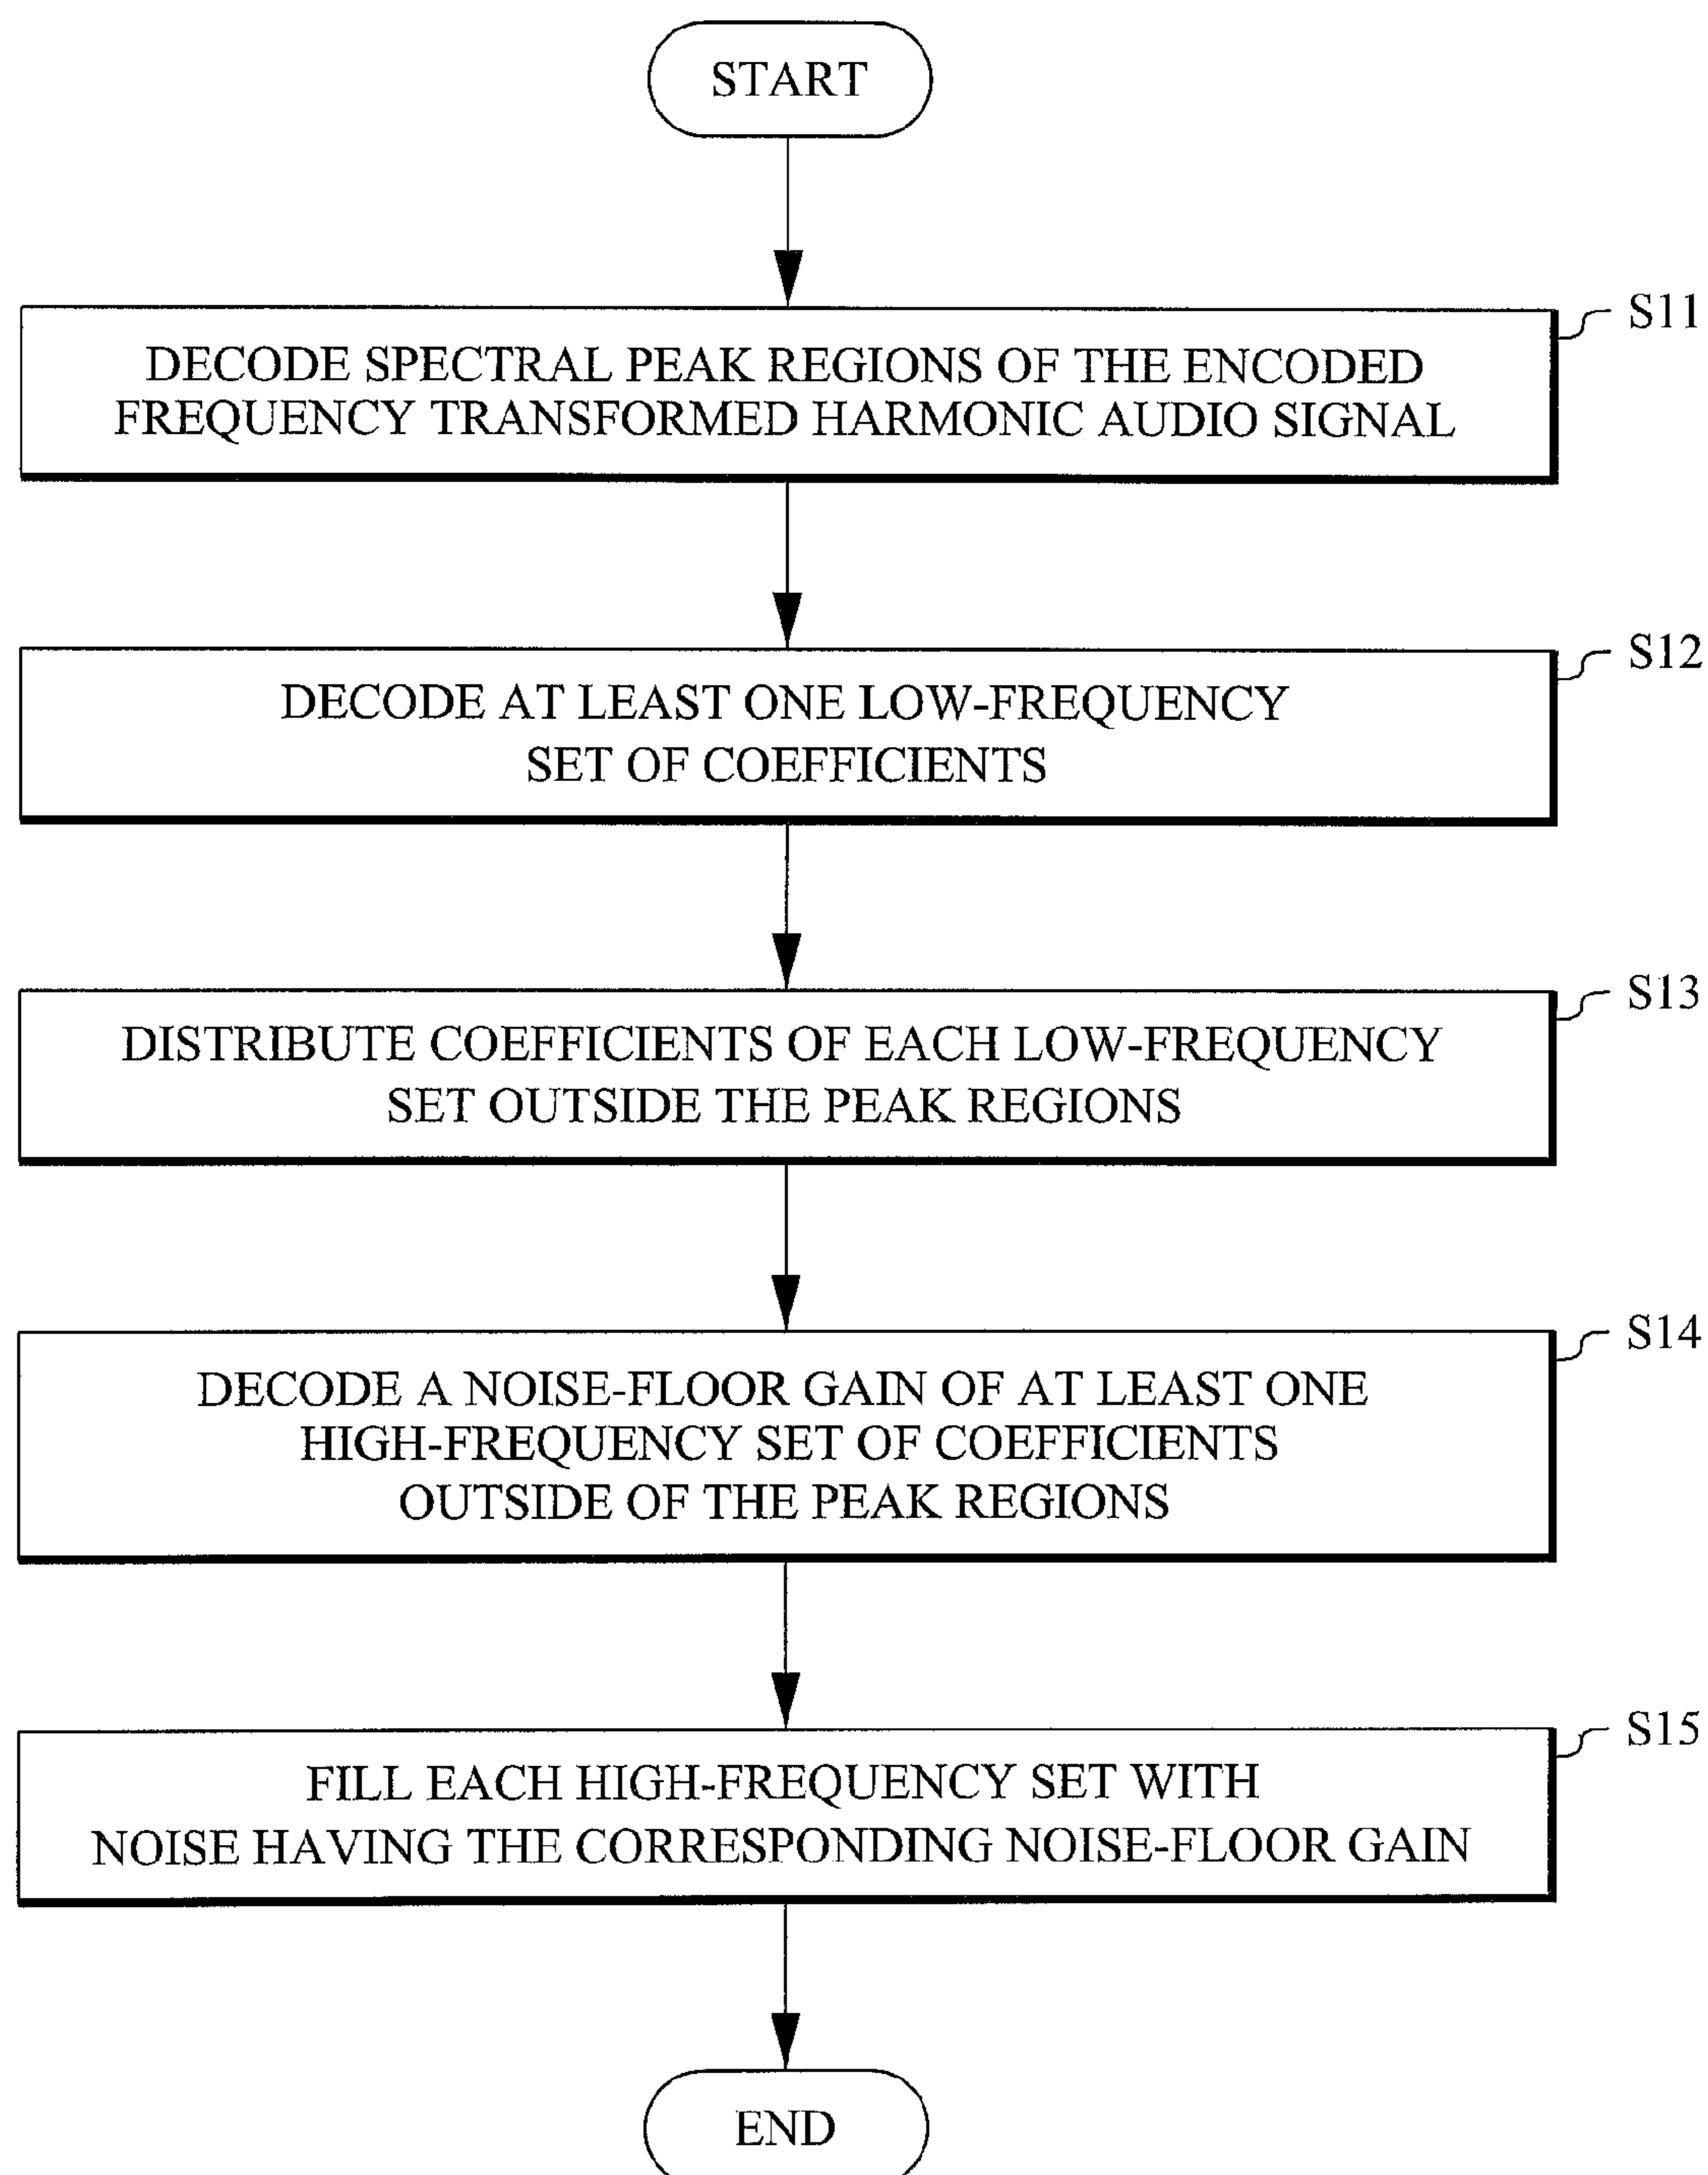 START
S11
DECODE SPECTRAL PEAK REGIONS OF THE ENCODED
FREQUENCY TRANSFORMED HARMONIC AUDIO SIGNAL
S12
DECODE AT LEAST ONE LOW-FREQUENCY
SET OF COEFFICIENTS
S13
DISTRIBUTE COEFFICIENTS OF EACH LOW-FREQUENCY
SET OUTSIDE THE PEAK REGIONS
S14
DECODE A NOISE-FLOOR GAIN OF AT LEAST ONE
HIGH-FREQUENCY SET OF COEFFICIENTS
OUTSIDE OF THE PEAK REGIONS
S15
FILL EACH HIGH-FREQUENCY SET WITH
NOISE HAVING THE CORRESPONDING NOISE-FLOOR GAIN
END